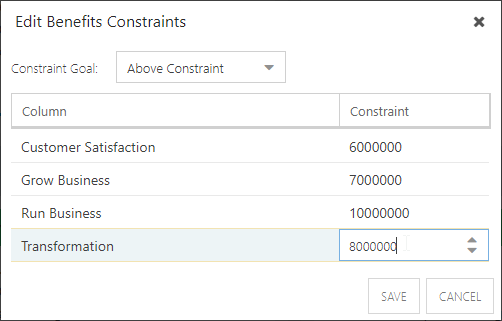 Edit Benefits Constraints
Constraint Goal: Above Constraint
Column Constraint
Customer Satisfaction 6000000
Grow Business 7000000
Run Business 10000000
Transformation 8000000
SAVE CANCEL